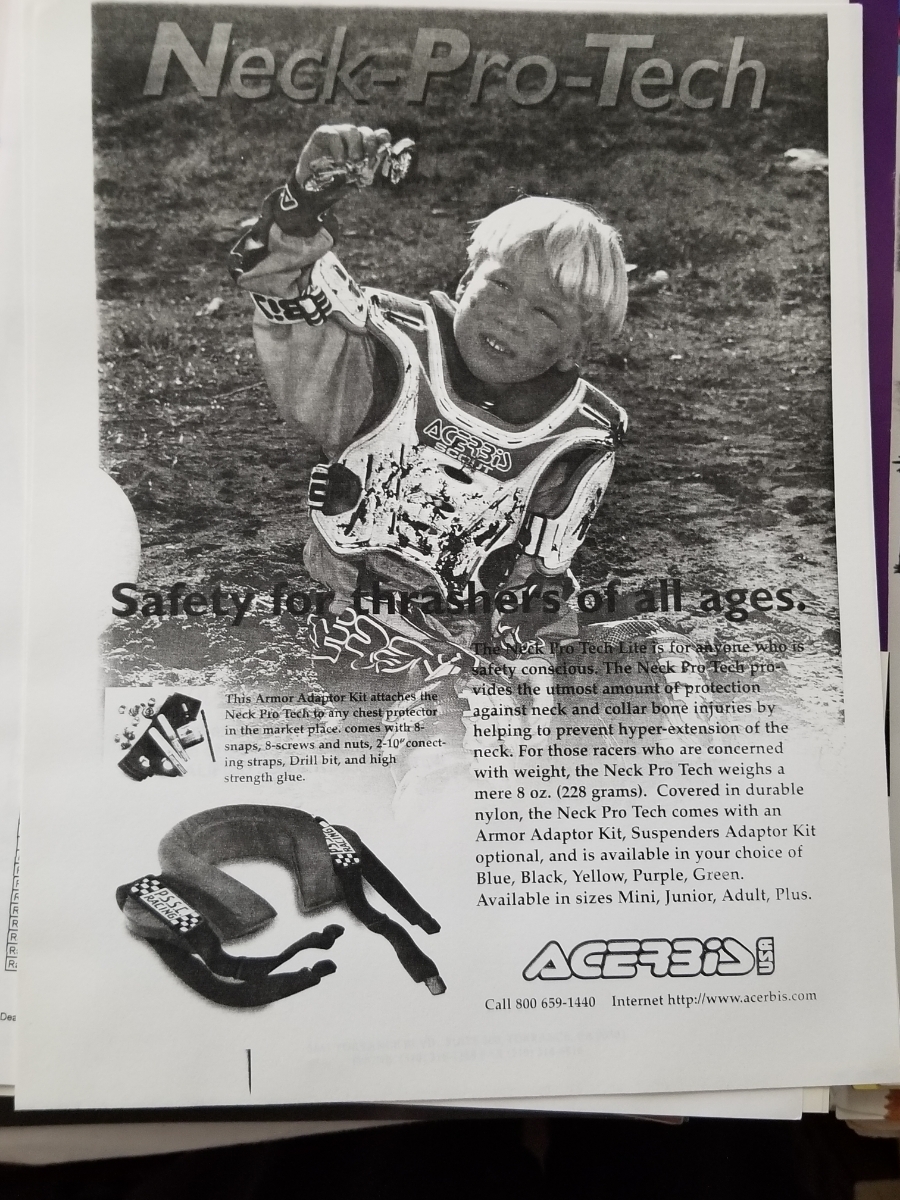 Neck-Pro-Tech
ACERBIS
SCOUT
Safety for thrashers of all ages.
The Neck Pro Tech Lite is for anyone who is
safety conscious. The Neck Pro Tech pro-
vides the utmost amount of protection
against neck and collar bone injuries by
helping to prevent hyper-extension of the
neck. For those racers who are concerned
with weight, the Neck Pro Tech weighs a
mere 8 oz. (228 grams). Covered in durable
nylon, the Neck Pro Tech comes with an
Armor Adaptor Kit, Suspenders Adaptor Kit
optional, and is available in your choice of
Blue, Black, Yellow, Purple, Green.
Available in sizes Mini, Junior, Adult, Plus.
This Armor Adaptor Kit attaches the
Neck Pro Tech to any chest protector
in the market place. comes with 8-
snaps, 8-screws and nuts, 2-10"conect-
ing straps, Drill bit, and high
strength glue.
PSSC
RACING
ACERBIS USA
Call 800 659-1440 Internet http://www.acerbis.com